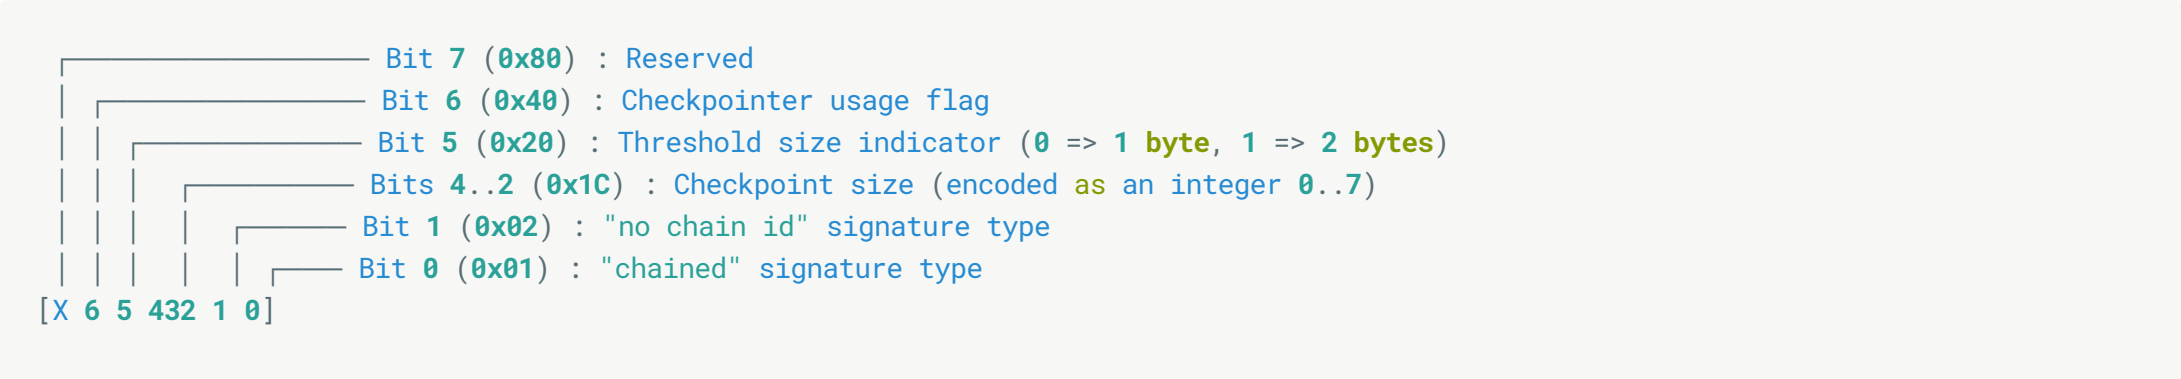 ┌─────────────────── Bit 7 (0x80) : Reserved
│ ┌───────────────── Bit 6 (0x40) : Checkpointer usage flag
│ │ ┌─────────────── Bit 5 (0x20) : Threshold size indicator (0 => 1 byte, 1 => 2 bytes)
│ │ │  ┌─────────── Bits 4..2 (0x1C) : Checkpoint size (encoded as an integer 0..7)
│ │ │  │  ┌─────── Bit 1 (0x02) : "no chain id" signature type
│ │ │  │  │ ┌───── Bit 0 (0x01) : "chained" signature type
[X 6 5 432 1 0]